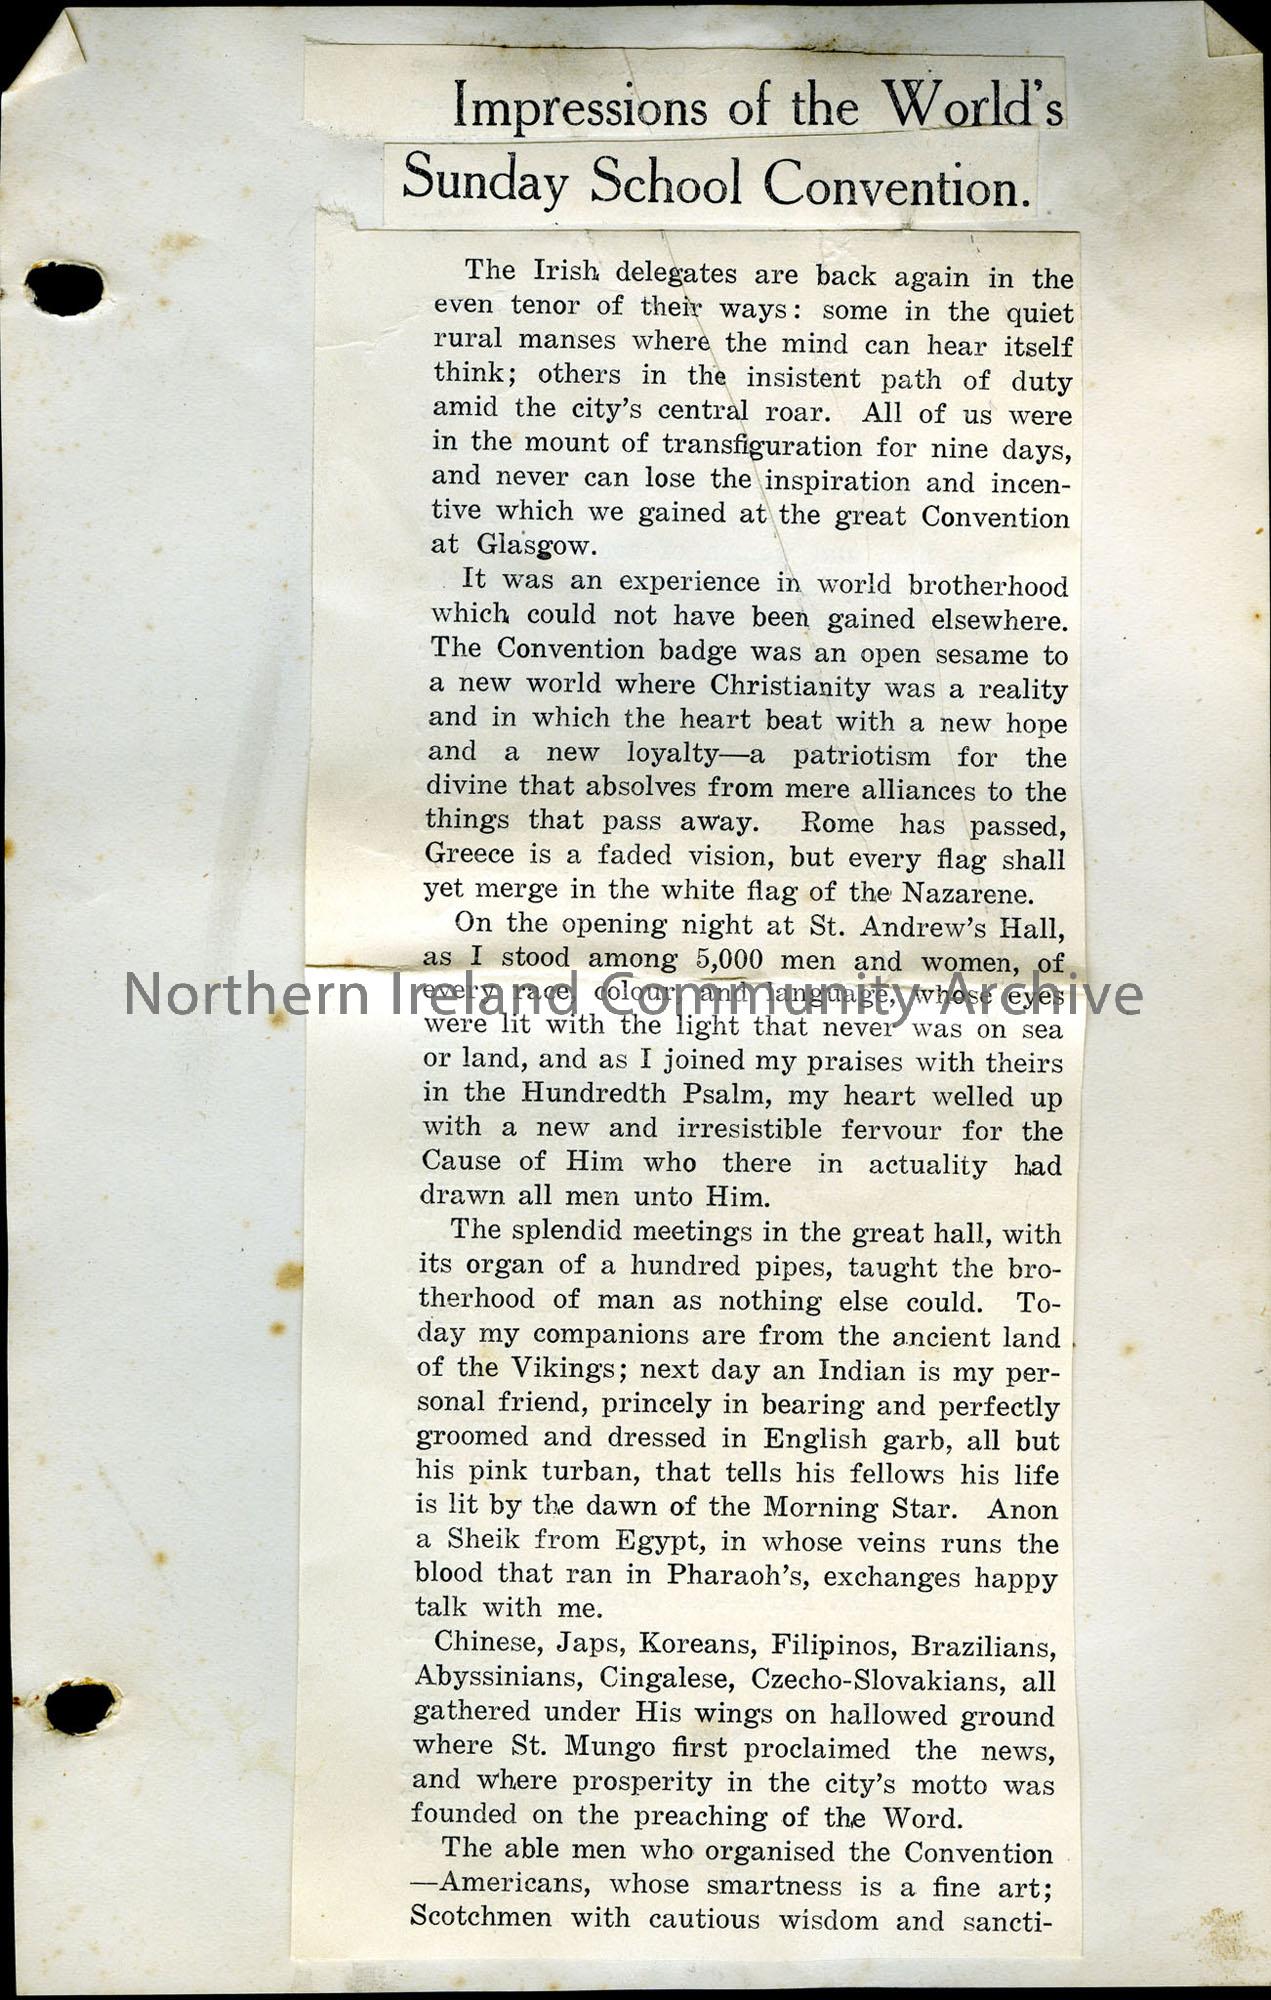 Impressions of the World's
Sunday School Convention.
The Irish delegates are back again in the
even tenor of their ways: some in the quiet
rural manses where the mind can hear itself
think; others in the insistent path of duty
amid the city's central roar. All of us were
in the mount of transfiguration for nine days,
and never can lose the inspiration and incen-
tive which we gained at the great Convention
at Glasgow.
It was an experience in world brotherhood
which could not have been gained elsewhere.
The Convention badge was an open sesame to
a new world where Christianity was a reality
and in which the heart beat with a new hope
and a new loyalty—a patriotism for the
divine that absolves from mere alliances to the
things that pass away. Rome has passed,
Greece is a faded vision, but every flag shall
yet merge in the white flag of the Nazarene.
On the opening night at St. Andrew's Hall,
as I stood among 5,000 men and women, of
every race, colour, and language, whose eyes
Northern Ireland Community Archive
were lit with the light that never was on sea
or land, and as I joined my praises with theirs
in the Hundredth Psalm, my heart welled up
with a new and irresistible fervour for the
Cause of Him who there in actuality had
drawn all men unto Him.
The splendid meetings in the great hall, with
its organ of a hundred pipes, taught the bro-
therhood of man as nothing else could. To-
day my companions are from the ancient land
of the Vikings; next day an Indian is my per-
sonal friend, princely in bearing and perfectly
groomed and dressed in English garb, all but
his pink turban, that tells his fellows his life
is lit by the dawn of the Morning Star. Anon
a Sheik from Egypt, in whose veins runs the
blood that ran in Pharaoh's, exchanges happy
talk with me.
Chinese, Japs, Koreans, Filipinos, Brazilians,
Abyssinians, Cingalese, Czecho-Slovakians, all
gathered under His wings on hallowed ground
where St. Mungo first proclaimed the news,
and where prosperity in the city's motto was
founded on the preaching of the Word.
The able men who organised the Convention
—Americans, whose smartness is a fine art;
Scotchmen with cautious wisdom and sancti-